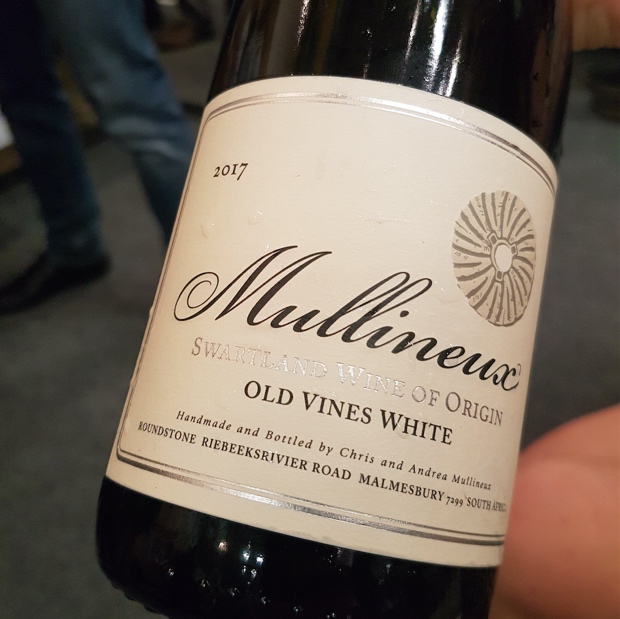 2017
Mullineux
SWARTLAND WINE OF ORIGIN
OLD VINES WHITE
Handmade and Bottled by Chris and Andrea Mullineux
ROUNDSTONE RIEBEEKSRIVIER ROAD MALMESBURY 7299 SOUTH AFRICA